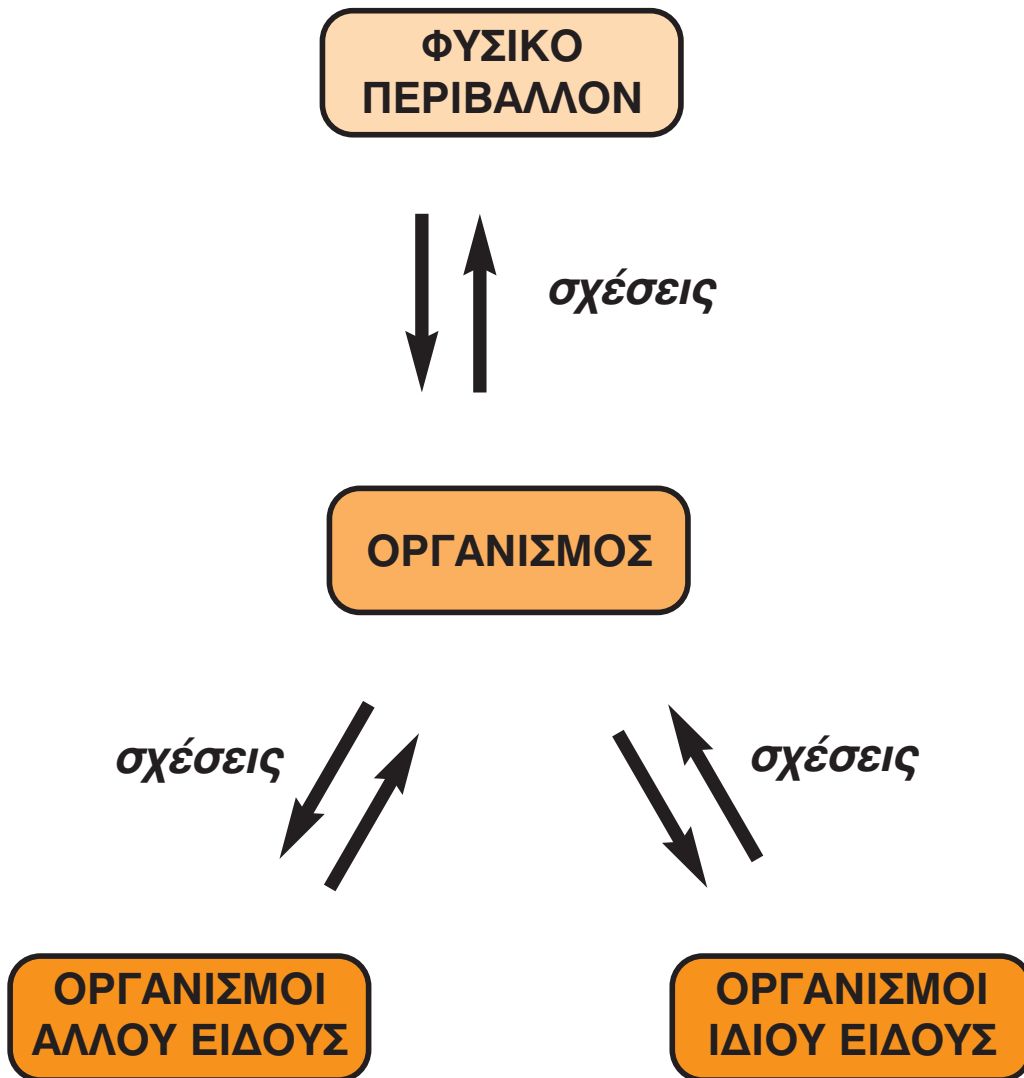 ΦΥΣΙΚΟ
ΠΕΡΙΒΑΛΛΟΝ
σχέσεις
ΟΡΓΑΝΙΣΜΟΣ
σχέσεις
σχέσεις
ΟΡΓΑΝΙΣΜΟΙ
ΑΛΛΟΥ ΕΙΔΟΥΣ
ΟΡΓΑΝΙΣΜΟΙ
ΙΔΙΟΥ ΕΙΔΟΥΣ